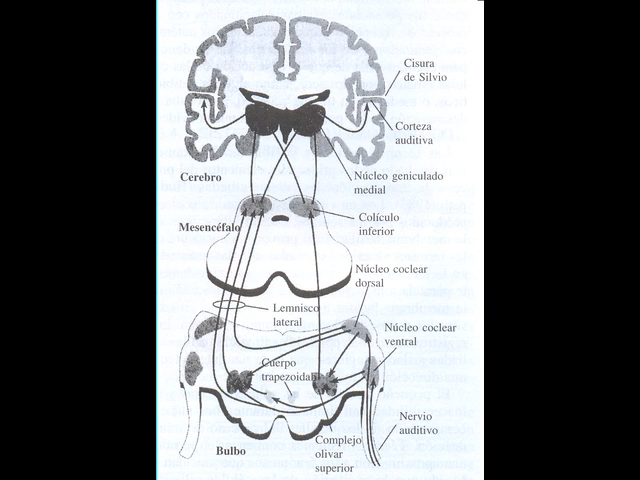 Cisura
de Silvio
Corteza
auditiva
Núcleo geniculado
medial
Cerebro
Colículo
inferior
Mesencéfalo
Núcleo coclear
dorsal
Lemnisco
lateral
Núcleo coclear
ventral
Cuerpo
trapezoidal
Nervio
auditivo
Complejo
olivar
superior
Bulbo